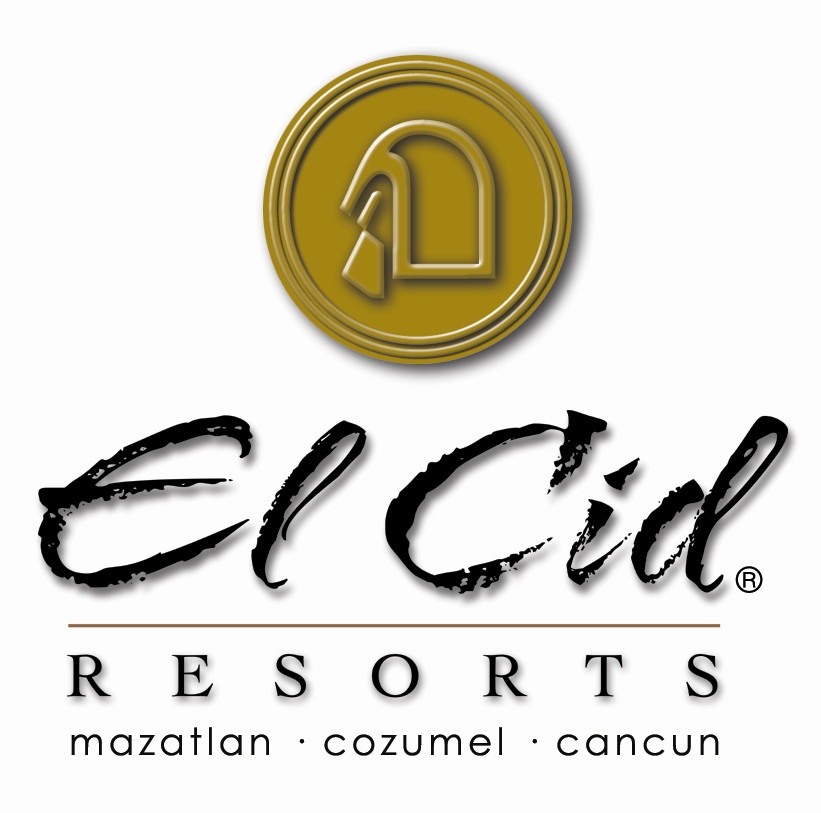 El Cid®
RESORTS
mazatlan · cozumel · cancun